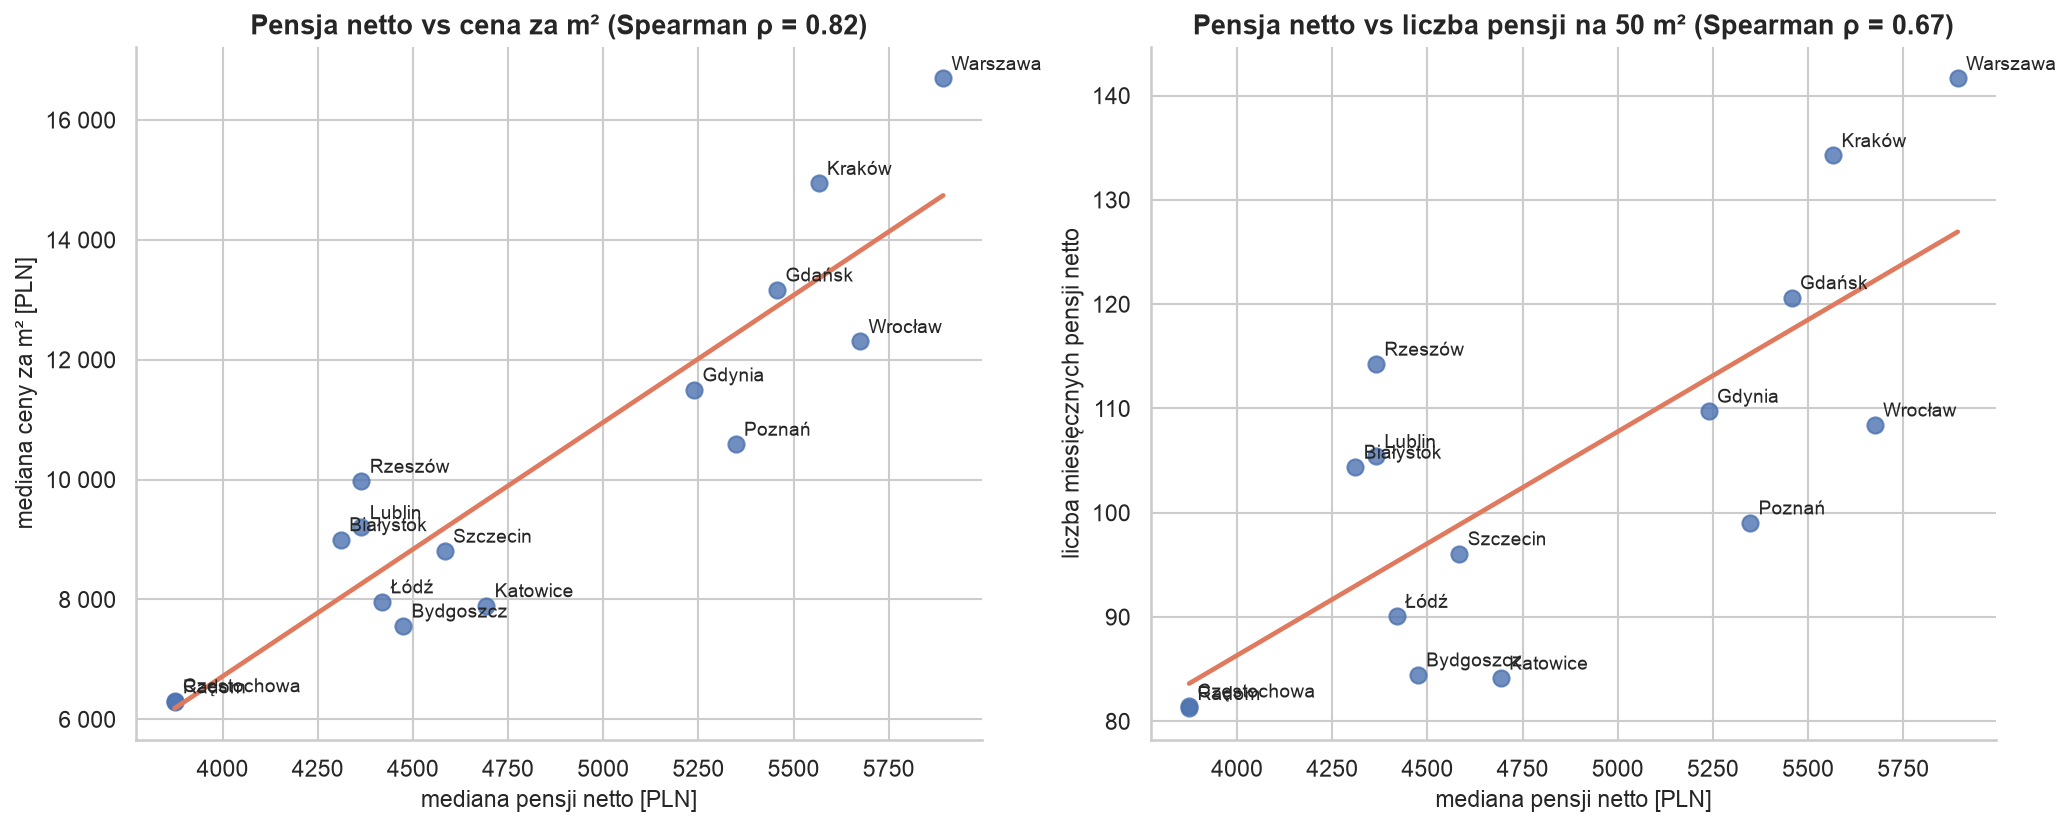 Pensja netto vs cena za m² (Spearman ρ = 0.82)
mediana ceny za m² [PLN]
16 000
14 000
12 000
10 000
8 000
6 000
Warszawa
Kraków
Gdańsk
Wrocław
Gdynia
Poznań
Rzeszów
Lublin
Białystok
Szczecin
Łódź
Katowice
Bydgoszcz
Częstochowa
Radom
4000 4250 4500 4750 5000 5250 5500 5750
mediana pensji netto [PLN]
Pensja netto vs liczba pensji na 50 m² (Spearman ρ = 0.67)
liczba miesięcznych pensji netto
140
130
120
110
100
90
80
Warszawa
Kraków
Gdańsk
Rzeszów
Gdynia
Wrocław
Lublin
Białystok
Poznań
Szczecin
Łódź
Bydgoszcz
Katowice
Częstochowa
Radom
4000 4250 4500 4750 5000 5250 5500 5750
mediana pensji netto [PLN]